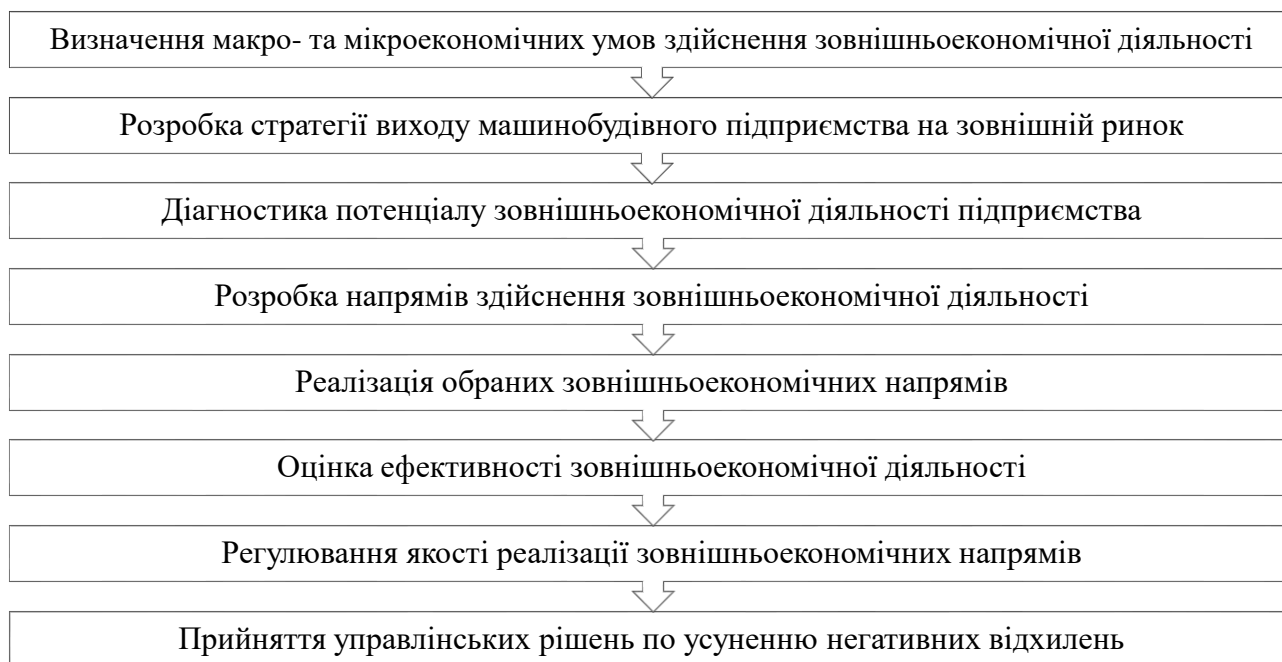 Визначення макро- та мікроекономічних умов здійснення зовнішньоекономічної діяльності
Розробка стратегії виходу машинобудівного підприємства на зовнішній ринок
Діагностика потенціалу зовнішньоекономічної діяльності підприємства
Розробка напрямів здійснення зовнішньоекономічної діяльності
Реалізація обраних зовнішньоекономічних напрямів
Оцінка ефективності зовнішньоекономічної діяльності
Регулювання якості реалізації зовнішньоекономічних напрямів
Прийняття управлінських рішень по усуненню негативних відхилень